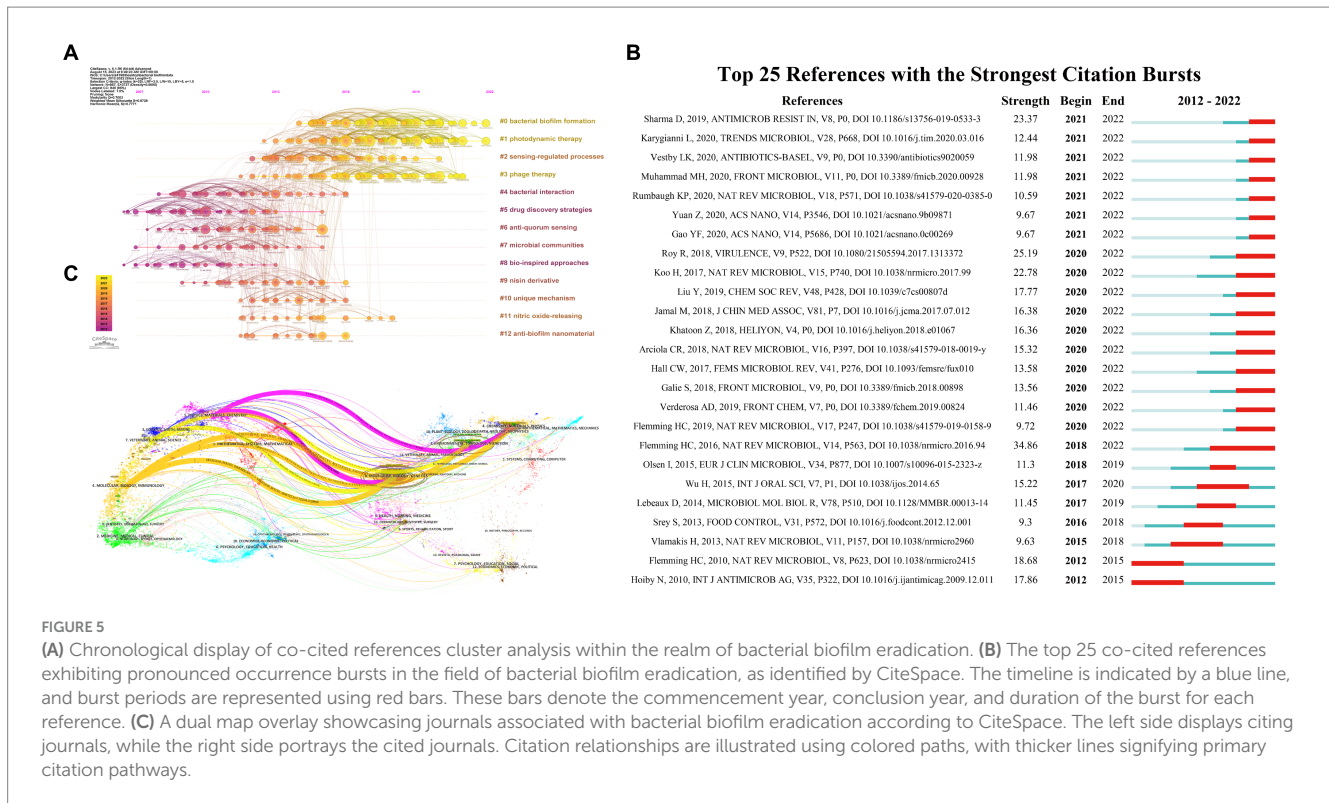 A
2007
2012
2016
2019
2022
#0 bacterial biofilm formation
#1 photodynamic therapy
#2 sensing-regulated processes
#3 phage therapy
#4 bacterial interaction
#5 drug discovery strategies
#6 anti-quorum sensing
#7 microbial communities
#8 bio-inspired approaches
#9 nisin derivative
#10 unique mechanism
#11 nitric oxide-releasing
#12 anti-biofilm nanomaterial
CiteSpace
C
B
Top 25 References with the Strongest Citation Bursts
References Strength Begin End 2012 - 2022
Sharma D, 2019, ANTIMICROB RESIST IN, V8, P0, DOI 10.1186/s13756-019-0533-3 23.37 2021 2022
Karygianni L, 2020, TRENDS MICROBIOL, V28, P668, DOI 10.1016/j.tim.2020.03.016 12.44 2021 2022
Vestby LK, 2020, ANTIBIOTICS-BASEL, V9, P0, DOI 10.3390/antibiotics9020059 11.98 2021 2022
Muhammad MH, 2020, FRONT MICROBIOL, V11, P0, DOI 10.3389/fmicb.2020.00928 11.98 2021 2022
Rumbaugh KP, 2020, NAT REV MICROBIOL, V18, P571, DOI 10.1038/s41579-020-0385-0 10.59 2021 2022
Yuan Z, 2020, ACS NANO, V14, P3546, DOI 10.1021/acsnano.9b09871 9.67 2021 2022
Gao YF, 2020, ACS NANO, V14, P5686, DOI 10.1021/acsnano.0c00269 9.67 2021 2022
Roy R, 2018, VIRULENCE, V9, P522, DOI 10.1080/21505594.2017.1313372 25.19 2020 2022
Koo H, 2017, NAT REV MICROBIOL, V15, P740, DOI 10.1038/nrmicro.2017.99 22.78 2020 2022
Liu Y, 2019, CHEM SOC REV, V48, P428, DOI 10.1039/c7cs00807d 17.77 2020 2022
Jamal M, 2018, J CHIN MED ASSOC, V81, P7, DOI 10.1016/j.jcma.2017.07.012 16.38 2020 2022
Khatoon Z, 2018, HELIYON, V4, P0, DOI 10.1016/j.heliyon.2018.e01067 16.36 2020 2022
Arciola CR, 2018, NAT REV MICROBIOL, V16, P397, DOI 10.1038/s41579-018-0019-y 15.32 2020 2022
Hall CW, 2017, FEMS MICROBIOL REV, V41, P276, DOI 10.1093/femsre/fux010 13.58 2020 2022
Galie S, 2018, FRONT MICROBIOL, V9, P0, DOI 10.3389/fmicb.2018.00898 13.56 2020 2022
Verderosa AD, 2019, FRONT CHEM, V7, P0, DOI 10.3389/fchem.2019.00824 11.46 2020 2022
Flemming HC, 2019, NAT REV MICROBIOL, V17, P247, DOI 10.1038/s41579-019-0158-9 9.72 2020 2022
Flemming HC, 2016, NAT REV MICROBIOL, V14, P563, DOI 10.1038/nrmicro.2016.94 34.86 2018 2022
Olsen I, 2015, EUR J CLIN MICROBIOL, V34, P877, DOI 10.1007/s10096-015-2323-z 11.3 2018 2019
Wu H, 2015, INT J ORAL SCI, V7, P1, DOI 10.1038/ijos.2014.65 15.22 2017 2020
Lebeaux D, 2014, MICROBIOL MOL BIOL R, V78, P510, DOI 10.1128/MMBR.00013-14 11.45 2017 2019
Srey S, 2013, FOOD CONTROL, V31, P572, DOI 10.1016/j.foodcont.2012.12.001 9.3 2016 2018
Vlamakis H, 2013, NAT REV MICROBIOL, V11, P157, DOI 10.1038/nrmicro2960 9.63 2015 2018
Flemming HC, 2010, NAT REV MICROBIOL, V8, P623, DOI 10.1038/nrmicro2415 18.68 2012 2015
Hoiby N, 2010, INT J ANTIMICROB AG, V35, P322, DOI 10.1016/j.ijantimicag.2009.12.011 17.86 2012 2015
FIGURE 5
(A) Chronological display of co-cited references cluster analysis within the realm of bacterial biofilm eradication. (B) The top 25 co-cited references
exhibiting pronounced occurrence bursts in the field of bacterial biofilm eradication, as identified by CiteSpace. The timeline is indicated by a blue line,
and burst periods are represented using red bars. These bars denote the commencement year, conclusion year, and duration of the burst for each
reference. (C) A dual map overlay showcasing journals associated with bacterial biofilm eradication according to CiteSpace. The left side displays citing
journals, while the right side portrays the cited journals. Citation relationships are illustrated using colored paths, with thicker lines signifying primary
citation pathways.